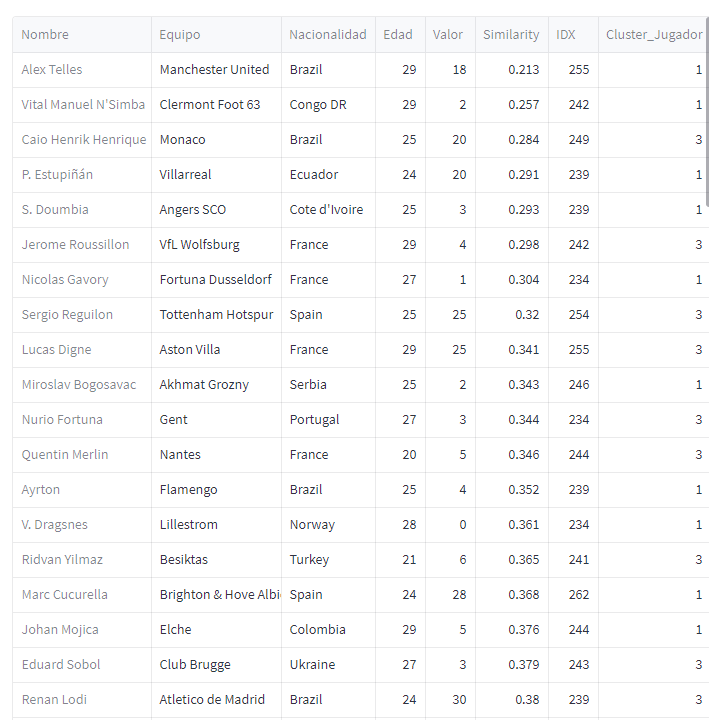 Nombre Equipo Nacionalidad Edad Valor Similarity IDX Cluster_Jugador
Alex Telles Manchester United Brazil 29 18 0.213 255 1
Vital Manuel N'Simba Clermont Foot 63 Congo DR 29 2 0.257 242 1
Caio Henrik Henrique Monaco Brazil 25 20 0.284 249 3
P. Estupiñán Villarreal Ecuador 24 20 0.291 239 1
S. Doumbia Angers SCO Cote d'Ivoire 25 3 0.293 239 1
Jerome Roussillon VfL Wolfsburg France 29 4 0.298 242 3
Nicolas Gavory Fortuna Dusseldorf France 27 1 0.304 234 1
Sergio Reguilon Tottenham Hotspur Spain 25 25 0.32 254 3
Lucas Digne Aston Villa France 29 25 0.341 255 3
Miroslav Bogosavac Akhmat Grozny Serbia 25 2 0.343 246 1
Nurio Fortuna Gent Portugal 27 3 0.344 234 3
Quentin Merlin Nantes France 20 5 0.346 244 3
Ayrton Flamengo Brazil 25 4 0.352 239 1
V. Dragsnes Lillestrom Norway 28 0 0.361 234 1
Ridvan Yilmaz Besiktas Turkey 21 6 0.365 241 3
Marc Cucurella Brighton & Hove Albi Spain 24 28 0.368 262 1
Johan Mojica Elche Colombia 29 5 0.376 244 1
Eduard Sobol Club Brugge Ukraine 27 3 0.379 243 3
Renan Lodi Atletico de Madrid Brazil 24 30 0.38 239 3